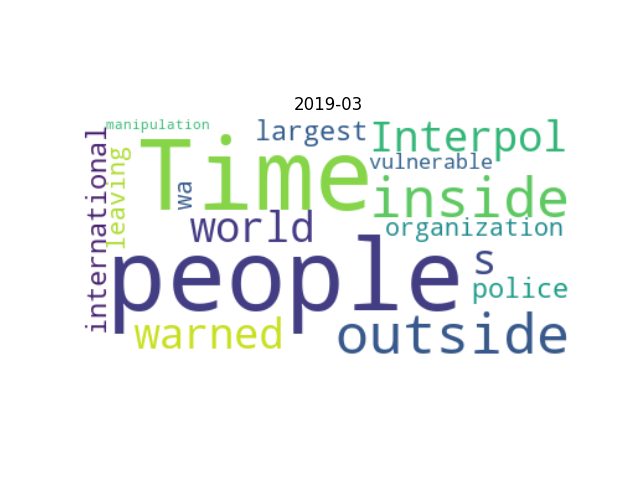 2019-03
manipulation
largest
Interpol
Time
vulnerable
international
leaving
wa
inside
world
organization
people
s
police
warned
outside